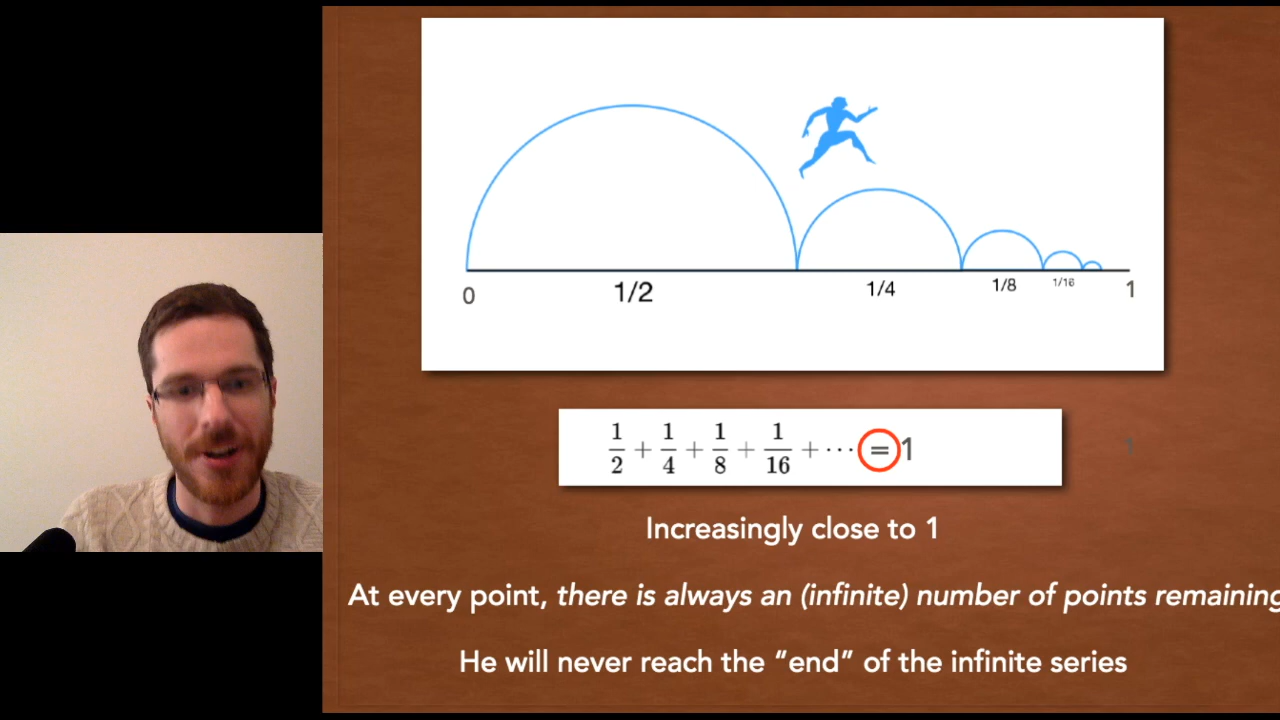 0 1/2 1/4 1/8 1/16 1
1/2 + 1/4 + 1/8 + 1/16 + ··· = 1
1
Increasingly close to 1
At every point, there is always an (infinite) number of points remaining
He will never reach the “end” of the infinite series